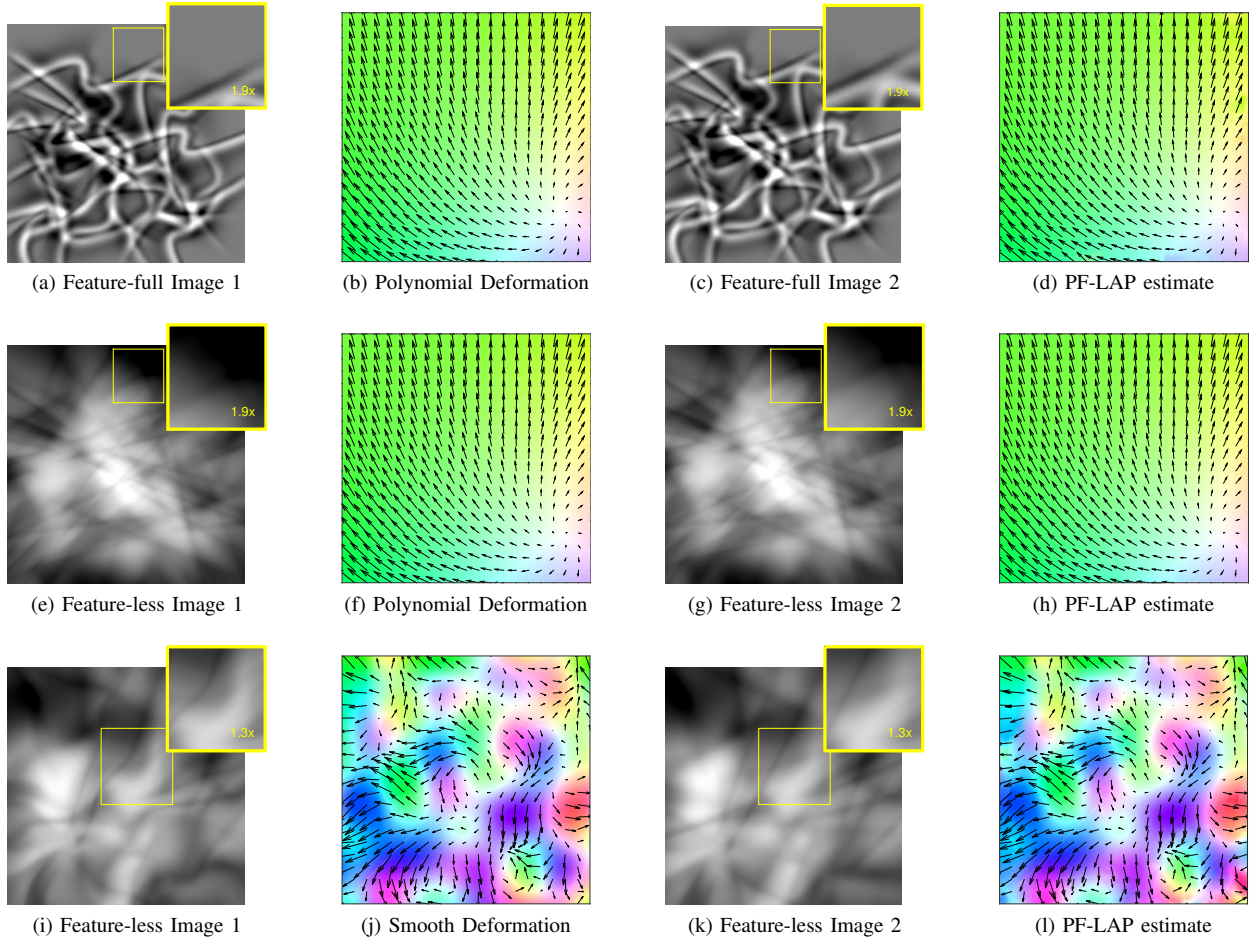 1.9x
1.9x
(a) Feature-full Image 1
(b) Polynomial Deformation
(c) Feature-full Image 2
(d) PF-LAP estimate
1.9x
1.9x
(e) Feature-less Image 1
(f) Polynomial Deformation
(g) Feature-less Image 2
(h) PF-LAP estimate
1.3x
1.3x
(i) Feature-less Image 1
(j) Smooth Deformation
(k) Feature-less Image 2
(l) PF-LAP estimate